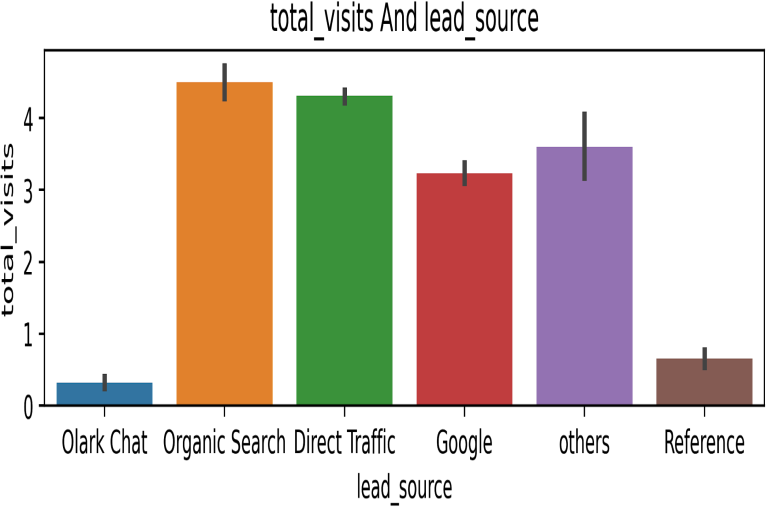 total_visits And lead_source
total_visits
4
3
2
1
0
Olark Chat Organic Search Direct Traffic Google others Reference
lead_source